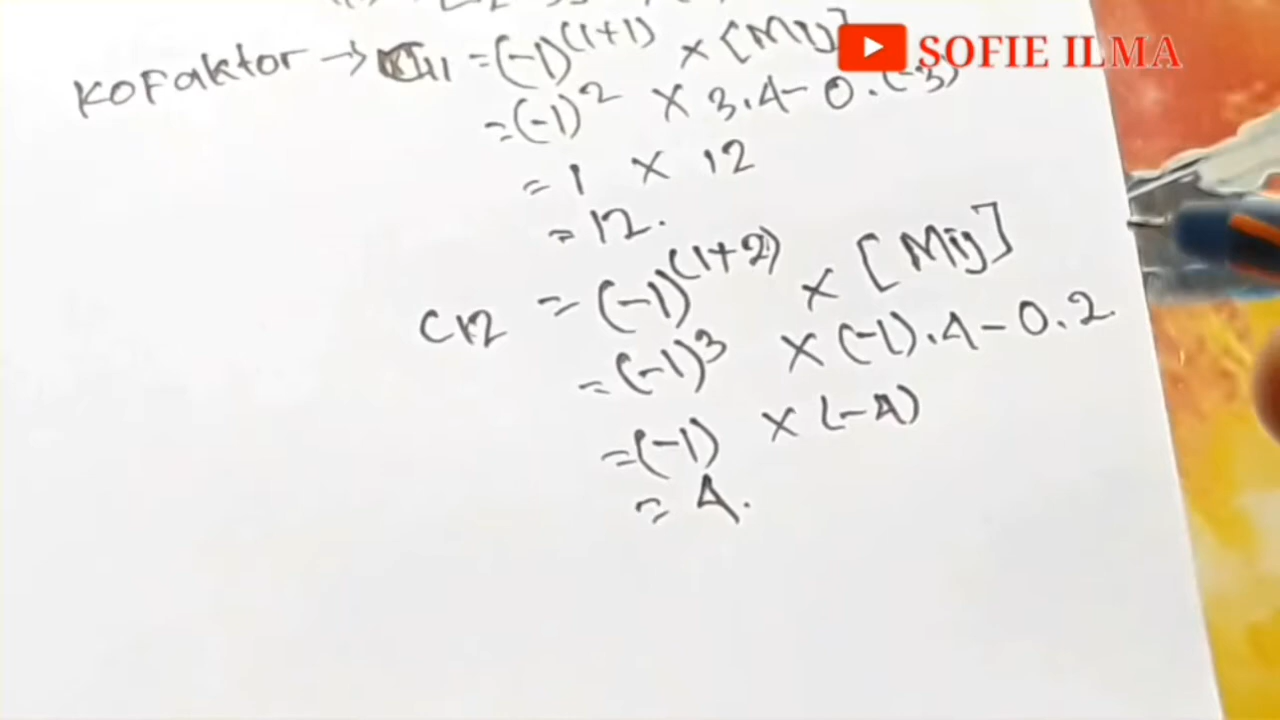 KOFaktor → C11 = (-1)^(1+1) × [Mij]
SOFIE ILMA
= (-1)^2 × 3.4 - 0.(-3)
= 1 × 12
= 12.
C12 = (-1)^(1+2) × [Mij]
= (-1)^3 × (-1).4 - 0.2
= (-1) × (-4)
= 4.